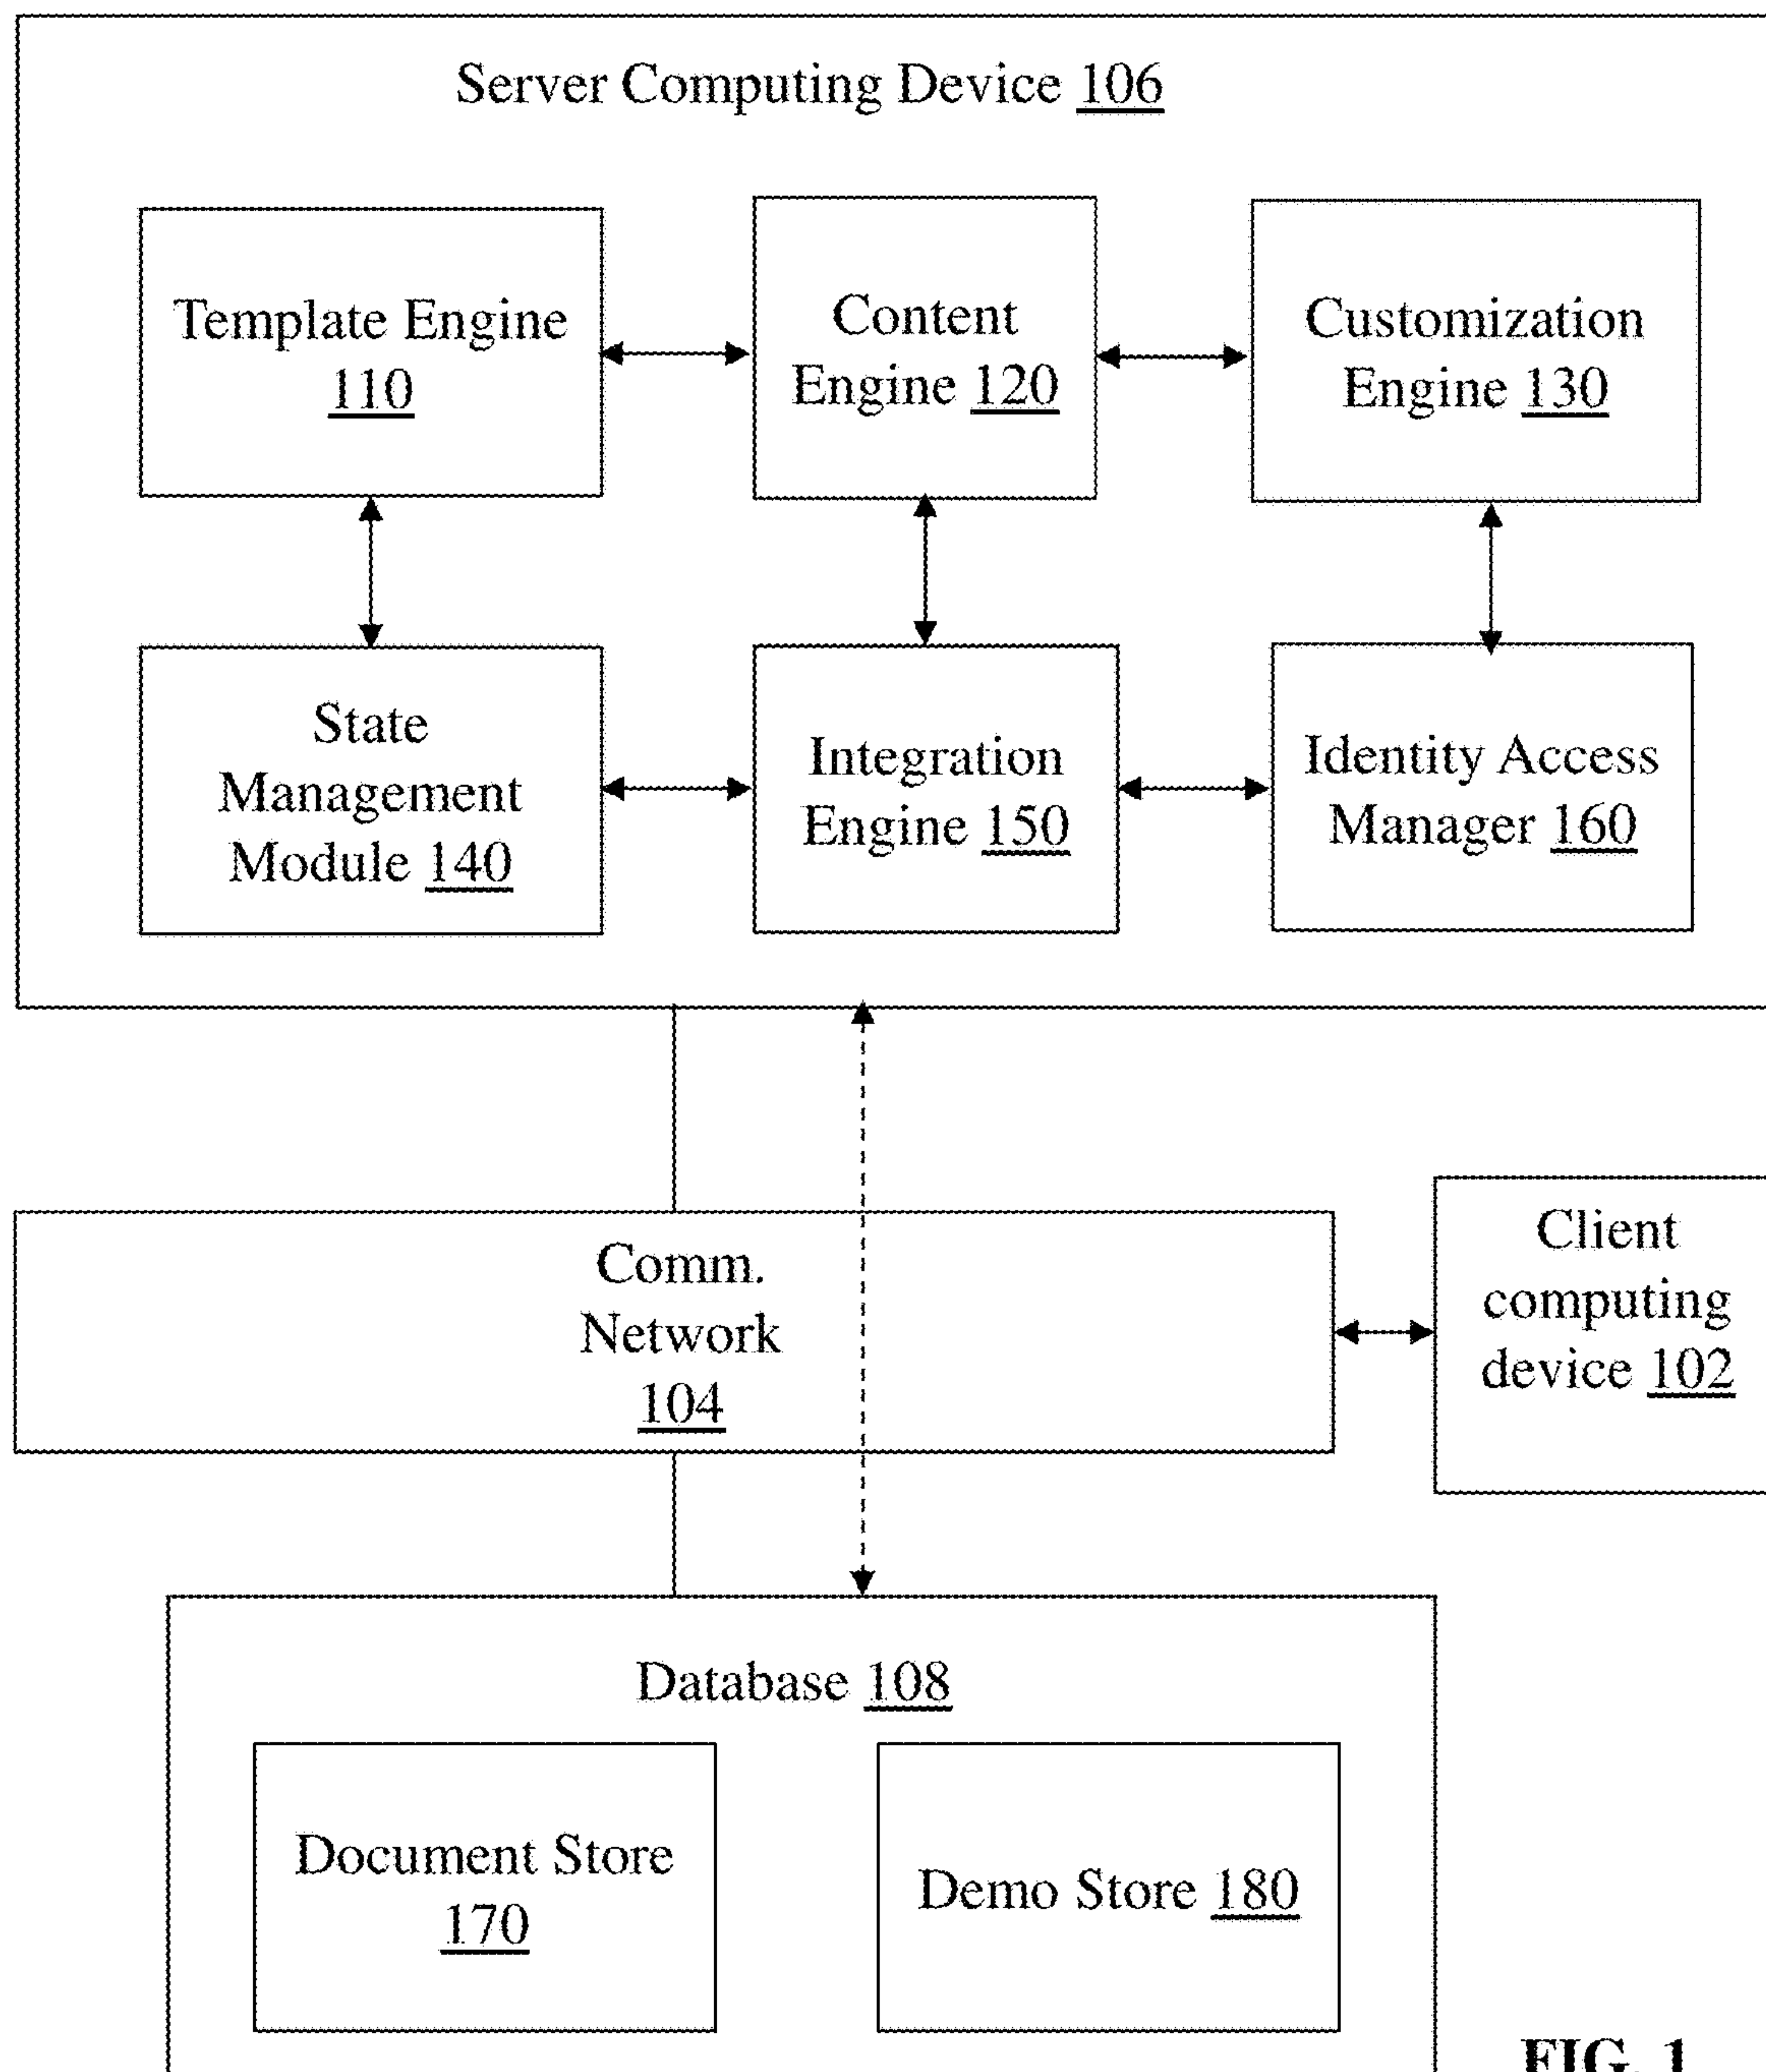 Server Computing Device 106
Template Engine
110
Content
Engine 120
Customization
Engine 130
State
Management
Module 140
Integration
Engine 150
Identity Access
Manager 160
Comm.
Network
104
Client
computing
device 102
Database 108
Document Store
170
Demo Store 180
FIG. 1